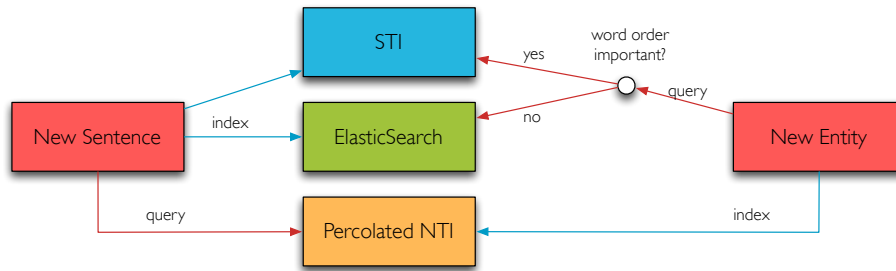 STI
word order
important?
yes
query
New Sentence
index
ElasticSearch
no
New Entity
query
Percolated NTI
index